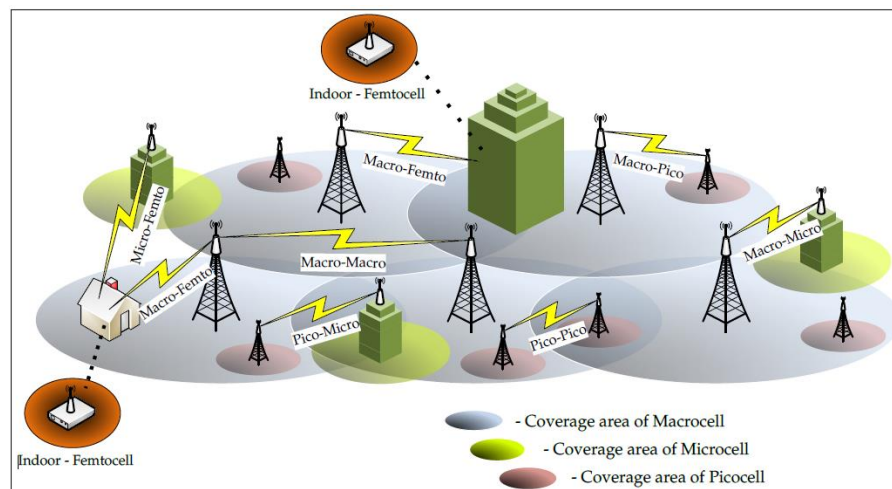 Indoor - Femtocell
Macro-Femto
Macro-Pico
Micro-Femto
Macro-Femto
Macro-Macro
Macro-Micro
Pico-Micro
Pico-Pico
Indoor - Femtocell
- Coverage area of Macrocell
- Coverage area of Microcell
- Coverage area of Picocell